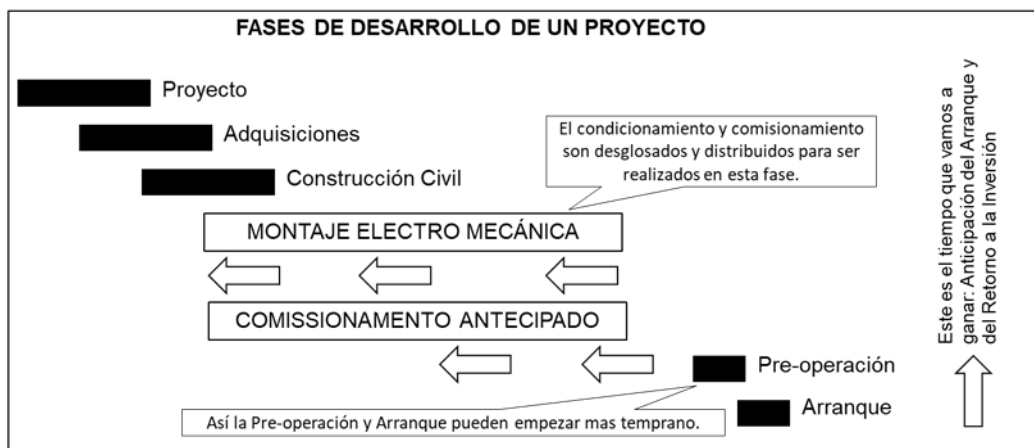 FASES DE DESARROLLO DE UN PROYECTO
Proyecto
Adquisiciones
Construcción Civil
El condicionamiento y comisionamiento
son desglosados y distribuidos para ser
realizados en esta fase.
MONTAJE ELECTRO MECÁNICA
COMISSIONAMENTO ANTECIPADO
Pre-operación
Arranque
Así la Pre-operación y Arranque pueden empezar mas temprano.
Este es el tiempo que vamos a
ganar: Anticipación del Arranque y
del Retorno a la Inversión